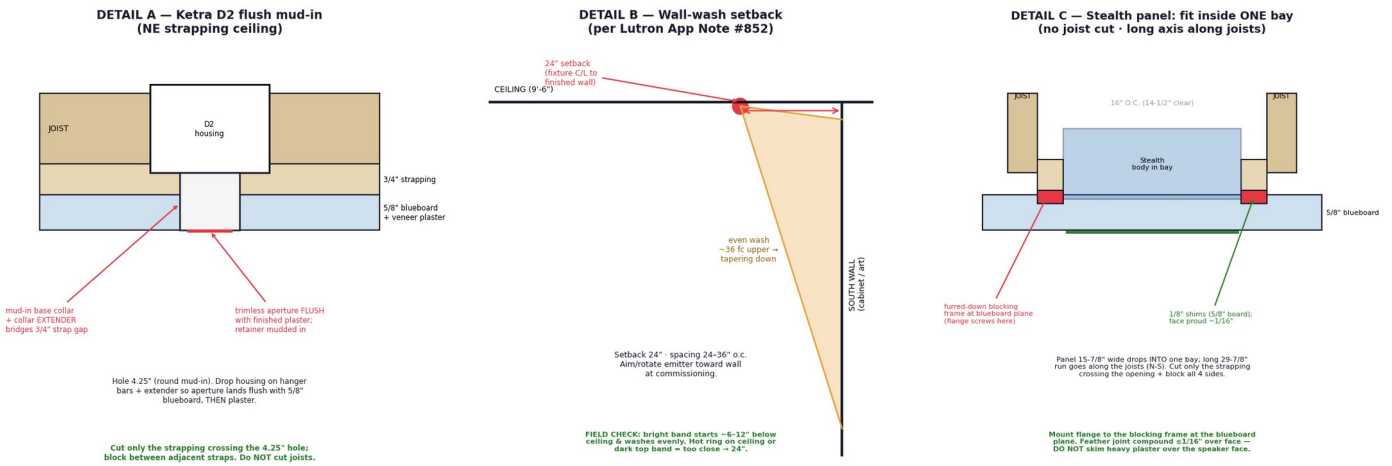 DETAIL A — Ketra D2 flush mud-in
(NE strapping ceiling)
JOIST
D2
housing
3/4" strapping
5/8" blueboard
+ veneer plaster
mud-in base collar
+ collar EXTENDER
bridges 3/4" strap gap
trimless aperture FLUSH
with finished plaster;
retainer mudded in
Hole 4.25" (round mud-in). Drop housing on hanger
bars + extender so aperture lands flush with 5/8"
blueboard, THEN plaster.
Cut only the strapping crossing the 4.25" hole;
block between adjacent straps. Do NOT cut joists.
DETAIL B — Wall-wash setback
(per Lutron App Note #852)
24" setback
(fixture C/L to
finished wall)
CEILING (9'-6")
even wash
~36 fc upper →
tapering down
SOUTH WALL
(cabinet / art)
Setback 24" · spacing 24–36" o.c.
Aim/rotate emitter toward wall
at commissioning.
FIELD CHECK: bright band starts ~6–12" below
ceiling & washes evenly. Hot ring on ceiling or
dark top band = too close → 24".
DETAIL C — Stealth panel: fit inside ONE bay
(no joist cut · long axis along joists)
JOIST
16" O.C. (14-1/2" clear)
JOIST
Stealth
body in bay
5/8" blueboard
furred-down blocking
frame at blueboard plane
(flange screws here)
1/8" shims (5/8" board);
face proud ~1/16"
Panel 15-7/8" wide drops INTO one bay; long 29-7/8"
run goes along the joists (N-S). Cut only the strapping
crossing the opening + block all 4 sides.
Mount flange to the blocking frame at the blueboard
plane. Feather joint compound ≤1/16" over face —
DO NOT skim heavy plaster over the speaker face.